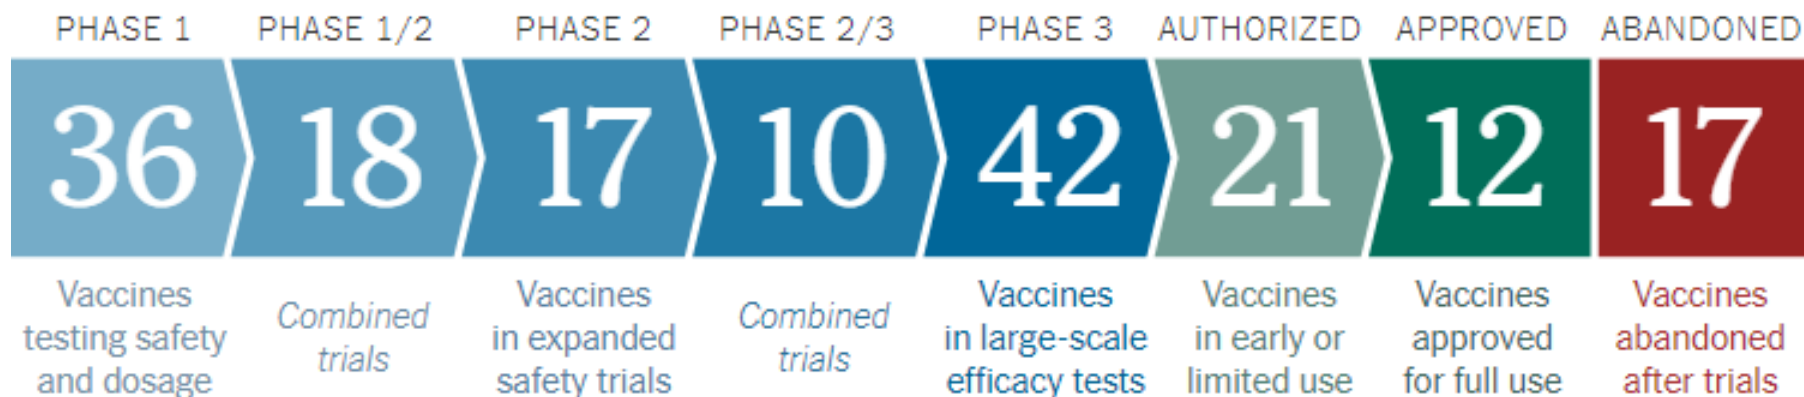 PHASE 1 PHASE 1/2 PHASE 2 PHASE 2/3 PHASE 3 AUTHORIZED APPROVED ABANDONED
36 18 17 10 42 21 12 17
Vaccines
testing safety
and dosage
Combined
trials
Vaccines
in expanded
safety trials
Combined
trials
Vaccines
in large-scale
efficacy tests
Vaccines
in early or
limited use
Vaccines
approved
for full use
Vaccines
abandoned
after trials